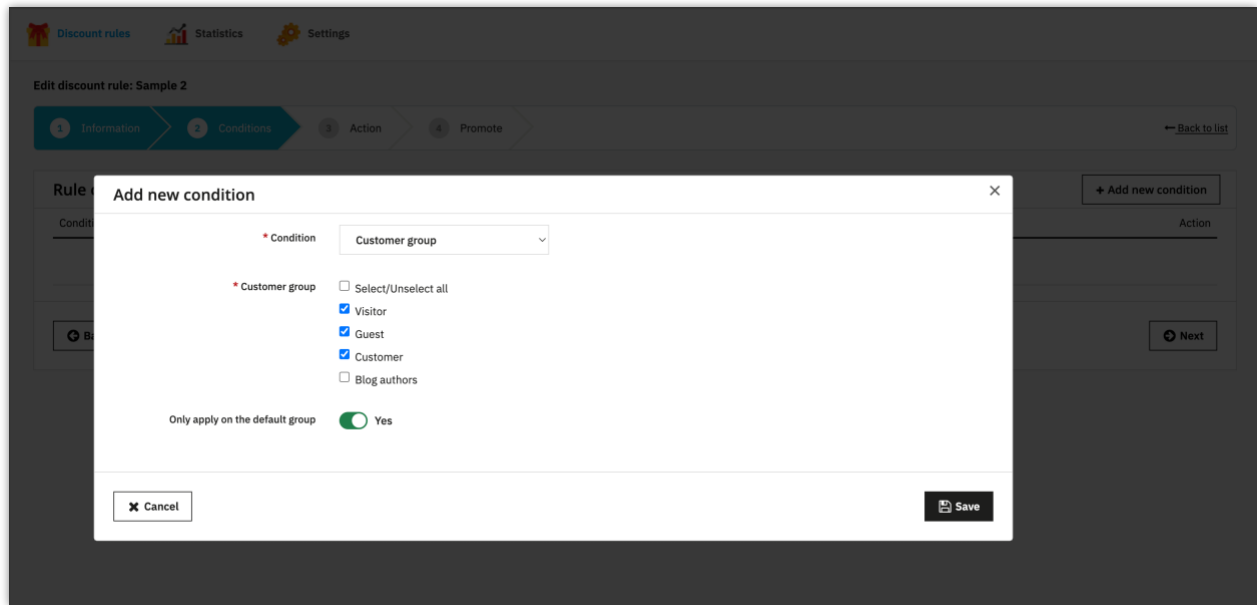 Discount rules Statistics Settings
Edit discount rule: Sample 2
1 Information 2 Conditions 3 Action 4 Promote Back to list
Rule
Add new condition
+ Add new condition
Action
* Condition Customer group
* Customer group Select/Unselect all
Visitor
Guest
Customer
Blog authors
Next
Only apply on the default group Yes
Cancel Save